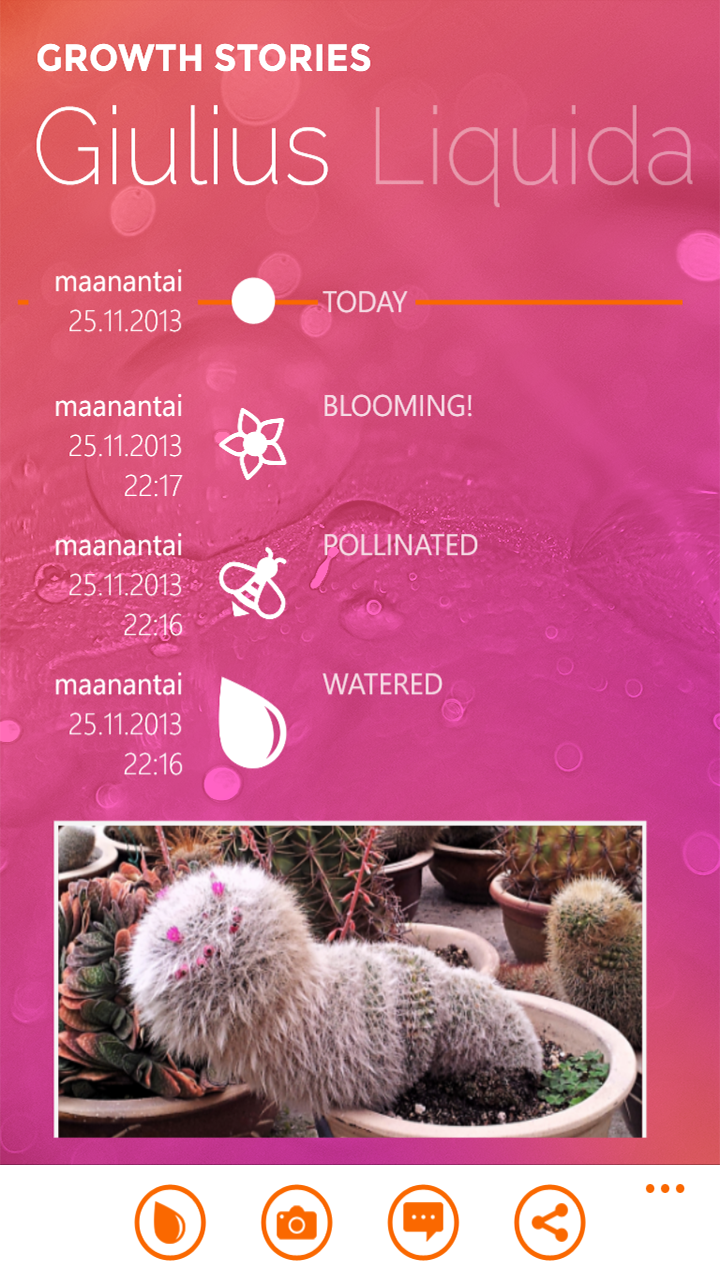 GROWTH STORIES
Giulius Liquida
maanantai
25.11.2013
TODAY
maanantai
25.11.2013
22:17
BLOOMING!
maanantai
25.11.2013
22:16
POLLINATED
maanantai
25.11.2013
22:16
WATERED